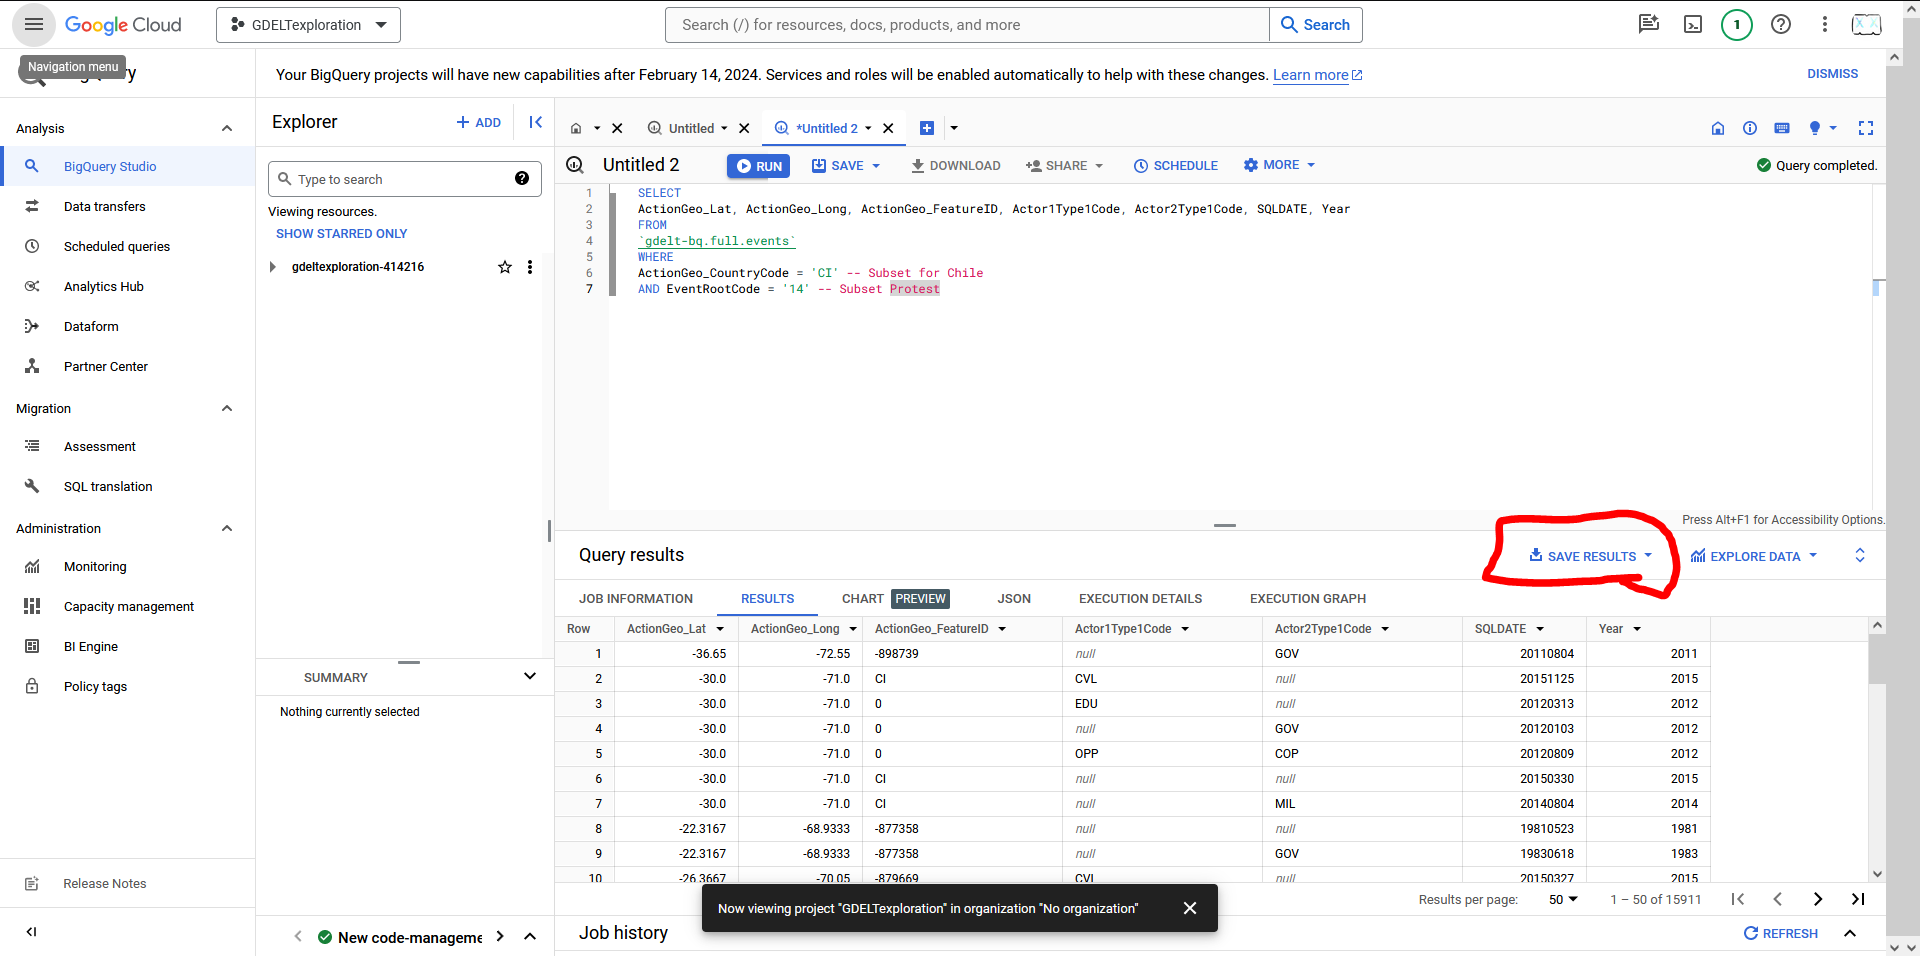 Google Cloud
GDELTexploration
Search (/) for resources, docs, products, and more
Search
1
Navigation menu
Your BigQuery projects will have new capabilities after February 14, 2024. Services and roles will be enabled automatically to help with these changes. Learn more
DISMISS
Analysis
BigQuery Studio
Data transfers
Scheduled queries
Analytics Hub
Dataform
Partner Center
Migration
Assessment
SQL translation
Administration
Monitoring
Capacity management
BI Engine
Policy tags
Release Notes
Explorer
ADD
Type to search
Viewing resources.
SHOW STARRED ONLY
gdeltexploration-414216
SUMMARY
Nothing currently selected
New code-manageme
Untitled
*Untitled 2
Untitled 2
RUN
SAVE
DOWNLOAD
SHARE
SCHEDULE
MORE
Query completed.
1 SELECT
2 ActionGeo_Lat, ActionGeo_Long, ActionGeo_FeatureID, Actor1Type1Code, Actor2Type1Code, SQLDATE, Year
3 FROM
4 `gdelt-bq.full.events`
5 WHERE
6 ActionGeo_CountryCode = 'CI' -- Subset for Chile
7 AND EventRootCode = '14' -- Subset Protest
Press Alt+F1 for Accessibility Options.
Query results
SAVE RESULTS
EXPLORE DATA
JOB INFORMATION
RESULTS
CHART PREVIEW
JSON
EXECUTION DETAILS
EXECUTION GRAPH
Row ActionGeo_Lat ActionGeo_Long ActionGeo_FeatureID Actor1Type1Code Actor2Type1Code SQLDATE Year
1 -36.65 -72.55 -898739 null GOV 20110804 2011
2 -30.0 -71.0 CI CVL null 20151125 2015
3 -30.0 -71.0 0 EDU null 20120313 2012
4 -30.0 -71.0 0 null GOV 20120103 2012
5 -30.0 -71.0 0 OPP COP 20120809 2012
6 -30.0 -71.0 CI null null 20150330 2015
7 -30.0 -71.0 CI null MIL 20140804 2014
8 -22.3167 -68.9333 -877358 null null 19810523 1981
9 -22.3167 -68.9333 -877358 null GOV 19830618 1983
10 -26.3667 -70.05 -879669 CVL null 20150327 2015
Now viewing project "GDELTexploration" in organization "No organization"
Results per page: 50 1 – 50 of 15911
Job history
REFRESH